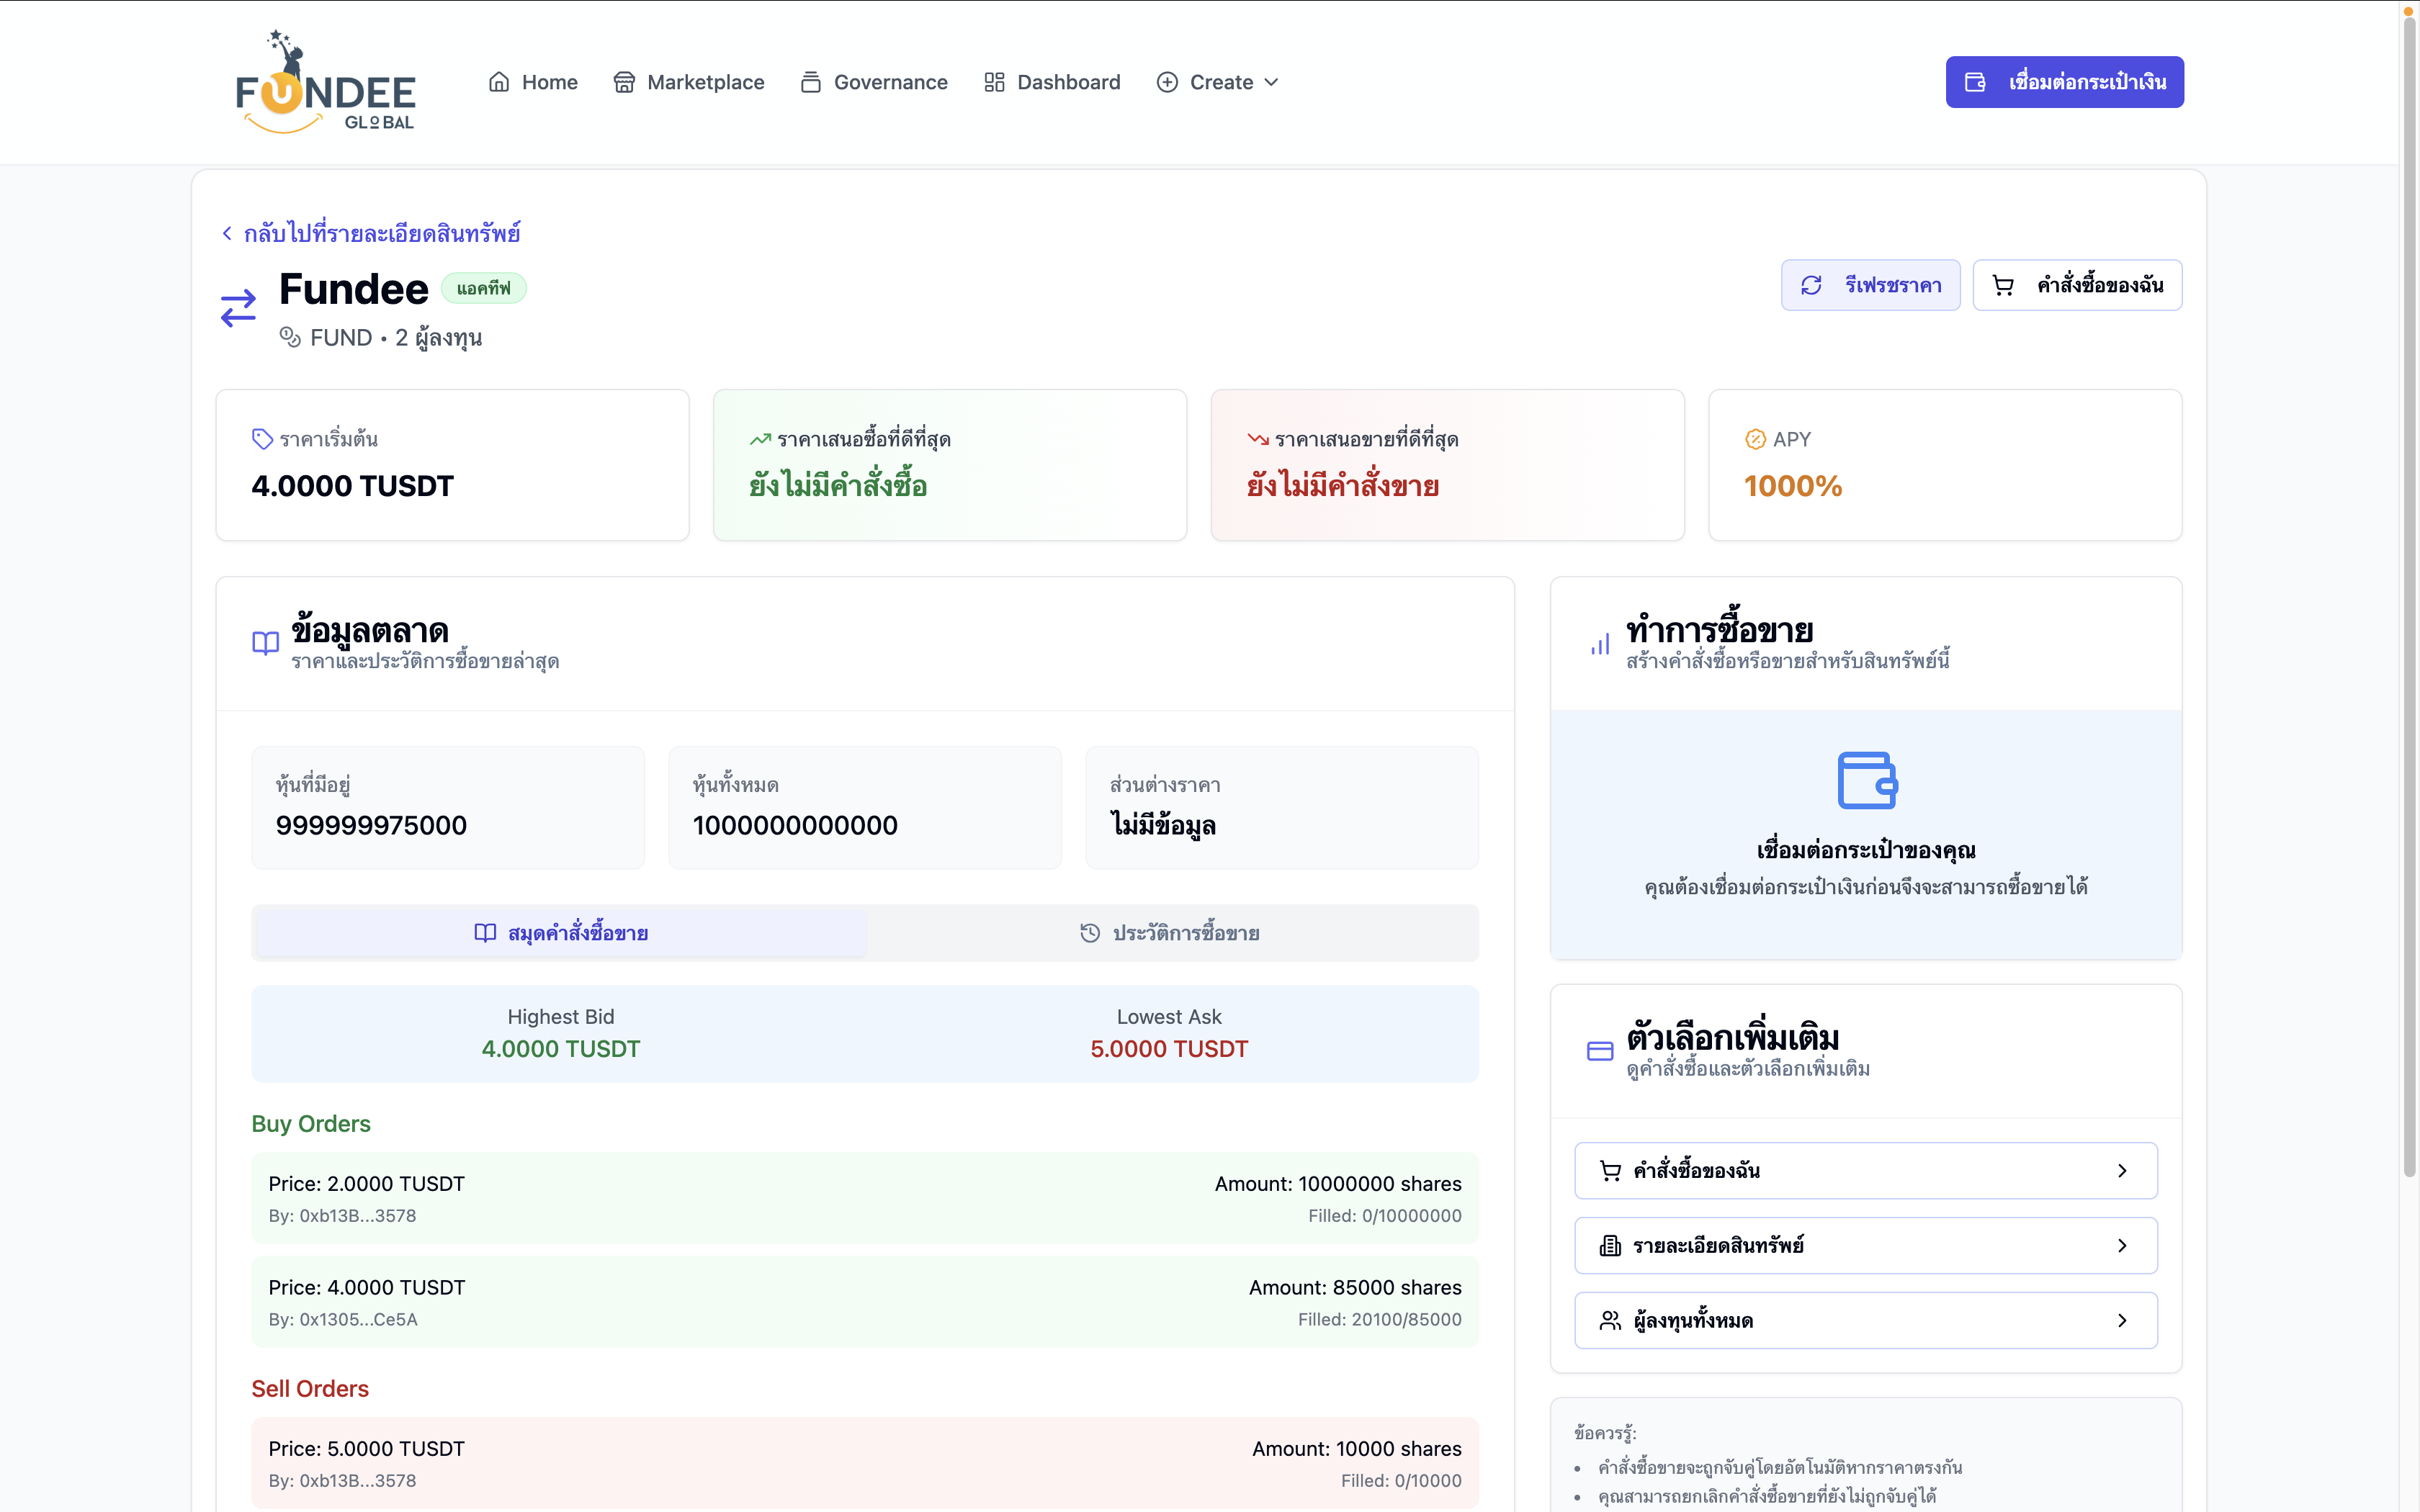 FUNDEE
GLOBAL
Home
Marketplace
Governance
Dashboard
Create
เชื่อมต่อกระเป๋าเงิน
กลับไปที่รายละเอียดสินทรัพย์
Fundee
แอคทีฟ
FUND • 2 ผู้ลงทุน
รีเฟรชราคา
คำสั่งซื้อของฉัน
ราคาเริ่มต้น
4.0000 TUSDT
ราคาเสนอซื้อที่ดีที่สุด
ยังไม่มีคำสั่งซื้อ
ราคาเสนอขายที่ดีที่สุด
ยังไม่มีคำสั่งขาย
APY
1000%
ข้อมูลตลาด
ราคาและประวัติการซื้อขายล่าสุด
หุ้นที่มีอยู่
999999975000
หุ้นทั้งหมด
1000000000000
ส่วนต่างราคา
ไม่มีข้อมูล
สมุดคำสั่งซื้อขาย
ประวัติการซื้อขาย
Highest Bid
4.0000 TUSDT
Lowest Ask
5.0000 TUSDT
Buy Orders
Price: 2.0000 TUSDT
Amount: 10000000 shares
By: 0xb13B...3578
Filled: 0/10000000
Price: 4.0000 TUSDT
Amount: 85000 shares
By: 0x1305...Ce5A
Filled: 20100/85000
Sell Orders
Price: 5.0000 TUSDT
Amount: 10000 shares
By: 0xb13B...3578
Filled: 0/10000
ทำการซื้อขาย
สร้างคำสั่งซื้อหรือขายสำหรับสินทรัพย์นี้
เชื่อมต่อกระเป๋าของคุณ
คุณต้องเชื่อมต่อกระเป๋าเงินก่อนจึงจะสามารถซื้อขายได้
ตัวเลือกเพิ่มเติม
ดูคำสั่งซื้อและตัวเลือกเพิ่มเติม
คำสั่งซื้อของฉัน
รายละเอียดสินทรัพย์
ผู้ลงทุนทั้งหมด
ข้อควรรู้:
• คำสั่งซื้อขายจะถูกจับคู่โดยอัตโนมัติหากราคาตรงกัน
• คุณสามารถยกเลิกคำสั่งซื้อขายที่ยังไม่ถูกจับคู่ได้